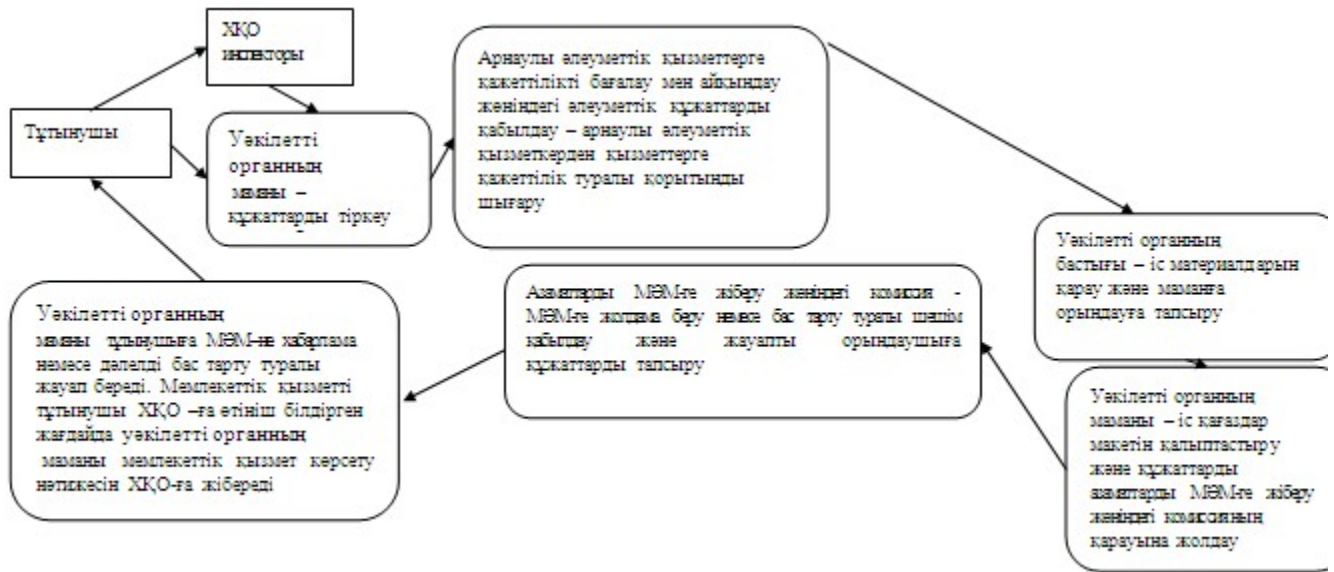 ХҚО
инспекторы
Тұтынушы
Уәкілетті
органның
маманы –
құжаттарды тіркеу
Арнаулы әлеуметтік қызметтерге
қажеттілікті бағалау мен айқындау
жөніндегі әлеуметтік құжаттарды
қабылдау – арнаулы әлеуметтік
қызметкерден қызметтерге
қажеттілік туралы қорытынды
шығару
Уәкілетті органның
бастығы – іс материалдарын
қарау және маманға
орындауға тапсыру
Уәкілетті органның
маманы – іс қағаздар
макетін қалыптастыру
және құжаттарды
азаматтарды МӘМ-ге жіберу
жөніндегі комиссияның
қарауына жолдау
Азаматтарды МӘМ-ге жіберу жөніндегі комиссия -
МӘМ-ге жолдама беру немесе бас тарту туралы шешім
қабылдау және жауапты орындаушыға
құжаттарды тапсыру
Уәкілетті органның
маманы тұтынушыға МӘМ–не хабарлама
немесе дәлелді бас тарту туралы
жауап береді. Мемлекеттік қызметті
тұтынушы ХҚО –ға өтініш білдірген
жағдайда уәкілетті органның
маманы мемлекеттік қызмет көрсету
нәтижесін ХҚО-ға жібереді